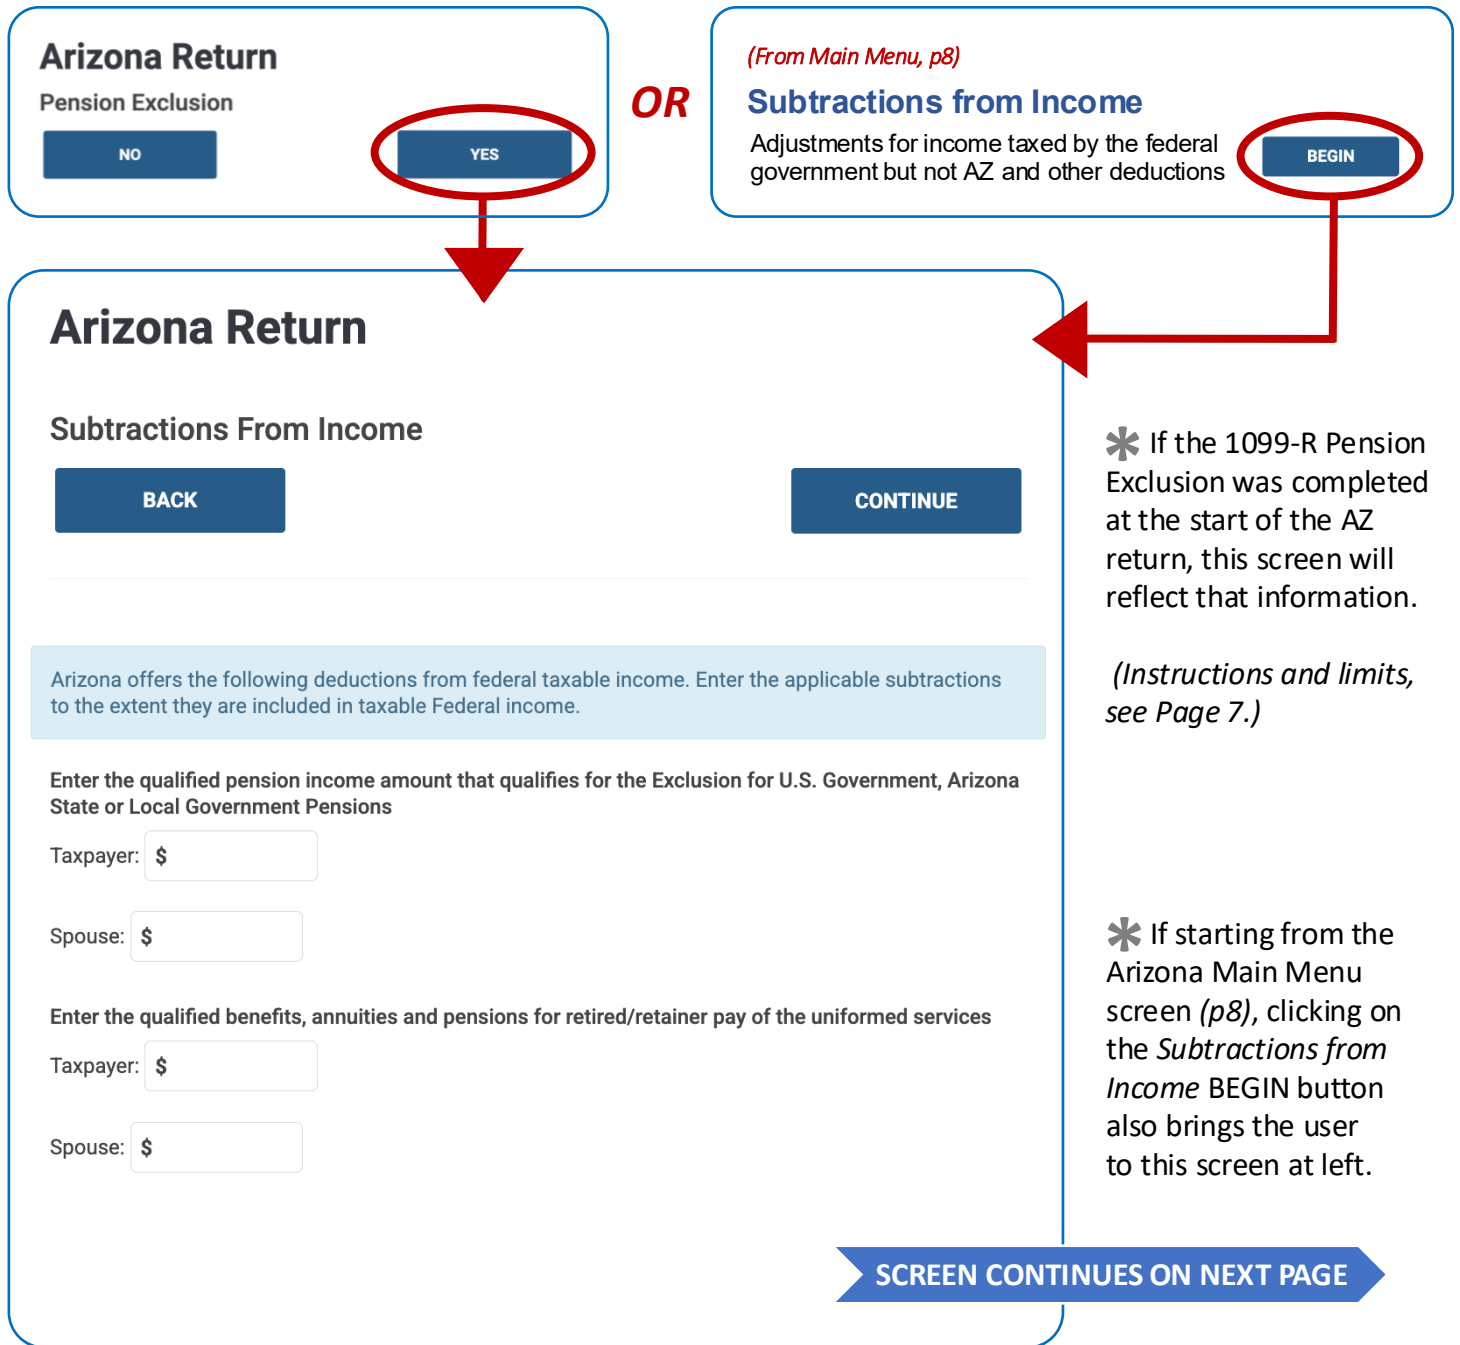 Arizona Return
Pension Exclusion
NO
YES
OR
(From Main Menu, p8)
Subtractions from Income
Adjustments for income taxed by the federal
government but not AZ and other deductions
BEGIN
Arizona Return
Subtractions From Income
BACK
CONTINUE
Arizona offers the following deductions from federal taxable income. Enter the applicable subtractions
to the extent they are included in taxable Federal income.
Enter the qualified pension income amount that qualifies for the Exclusion for U.S. Government, Arizona
State or Local Government Pensions
Taxpayer: $
Spouse: $
Enter the qualified benefits, annuities and pensions for retired/retainer pay of the uniformed services
Taxpayer: $
Spouse: $
✱ If the 1099-R Pension
Exclusion was completed
at the start of the AZ
return, this screen will
reflect that information.
(Instructions and limits,
see Page 7.)
✱ If starting from the
Arizona Main Menu
screen (p8), clicking on
the Subtractions from
Income BEGIN button
also brings the user
to this screen at left.
SCREEN CONTINUES ON NEXT PAGE